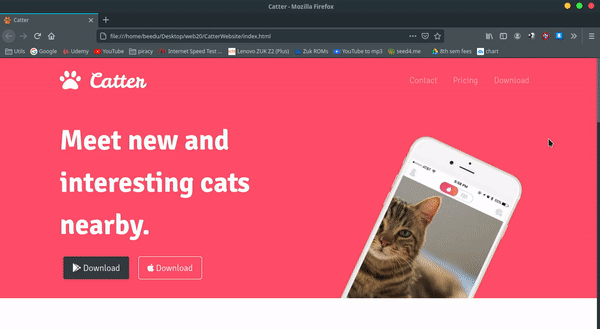 Catter - Mozilla Firefox
Catter
file:///home/beedu/Desktop/web20/CatterWebsite/index.html
Utils Google Udemy YouTube piracy Internet Speed Test ... Lenovo ZUK Z2 (Plus) Zuk ROMs YouTube to mp3 seed4.me 8th sem fees chart
Catter
Contact Pricing Download
Meet new and
interesting cats
nearby.
Download Download